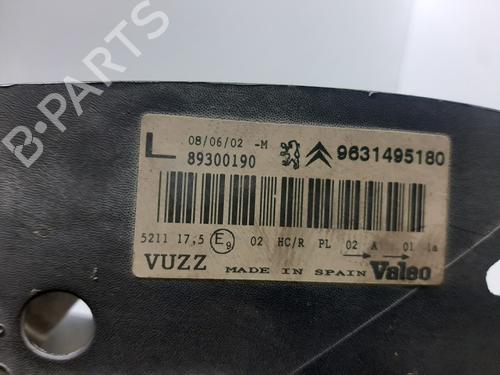 L 08/06/02 -M
89300190 9631495180
5211 17,5 E9 02 HC/R PL 02 A 01 1a
VUZZ MADE IN SPAIN Valeo
B-PARTS